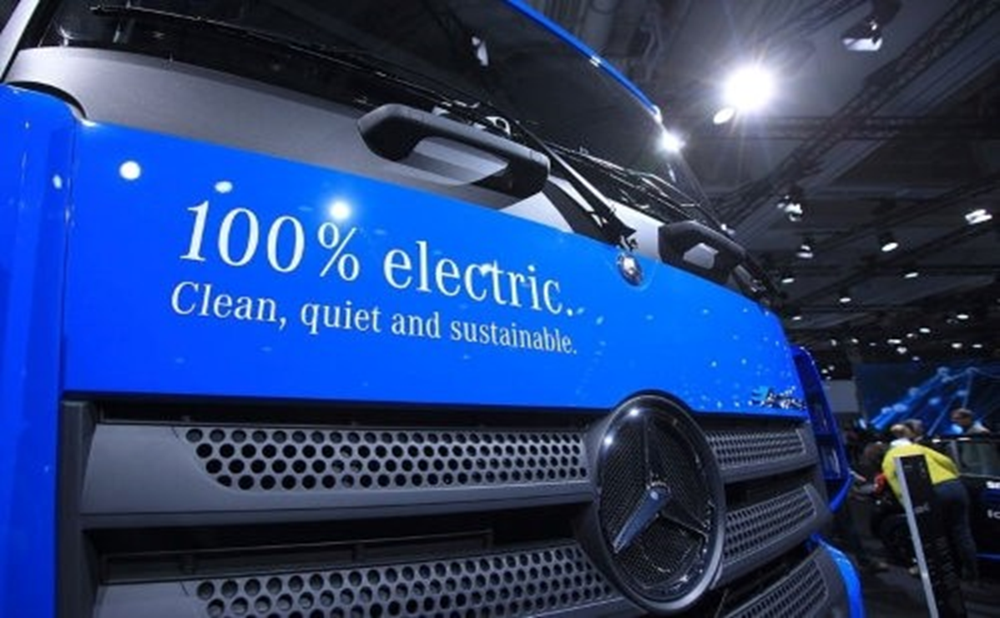 100% electric.
Clean, quiet and sustainable.